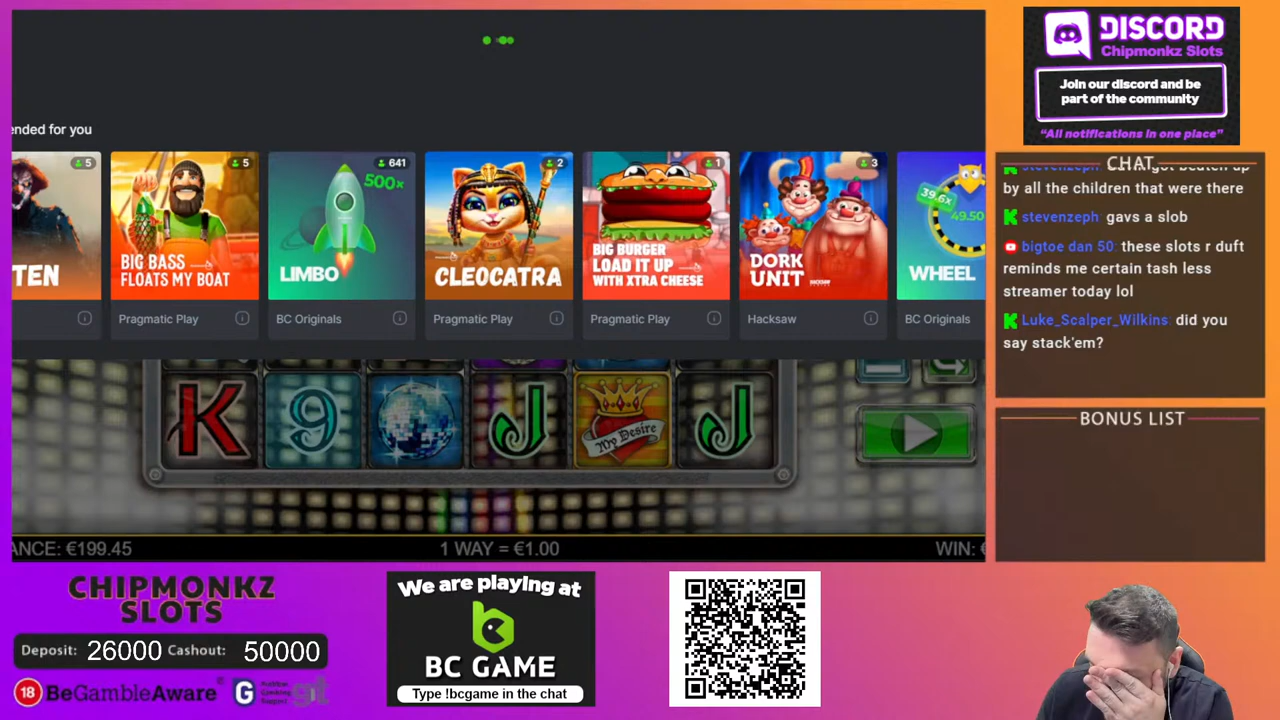 ended for you
5
TEN
5
BIG BASS
FLOATS MY BOAT
Pragmatic Play
641
500×
LIMBO
BC Originals
2
CLEOCATRA
Pragmatic Play
1
BIG BURGER
LOAD IT UP
WITH XTRA CHEESE
Pragmatic Play
3
DORK
UNIT
HACKSAW
Hacksaw
39.6x
49.50
WHEEL
BC Originals
K
9
J
My Desire
J
ANCE: €199.45
1 WAY = €1.00
WIN: €
DISCORD
Chipmonkz Slots
Join our discord and be
part of the community
"All notifications in one place"
CHAT
by all the children that were there
stevenzeph: gavs a slob
bigtoe dan 50: these slots r duft
reminds me certain tash less
streamer today lol
Luke_Scalper_Wilkins: did you
say stack'em?
BONUS LIST
CHIPMONKZ
SLOTS
Deposit: 26000 Cashout: 50000
18 BeGambleAware
G
We are playing at
BC GAME
Type !bcgame in the chat